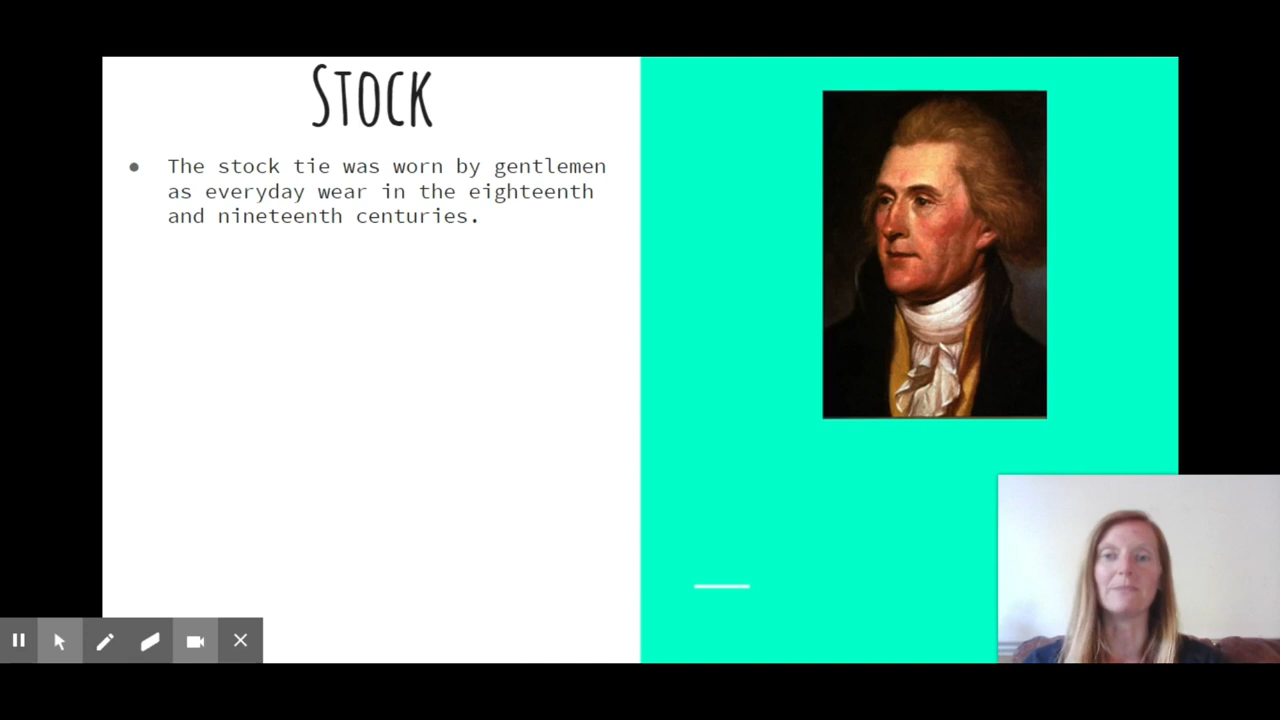 Stock
The stock tie was worn by gentlemen
as everyday wear in the eighteenth
and nineteenth centuries.